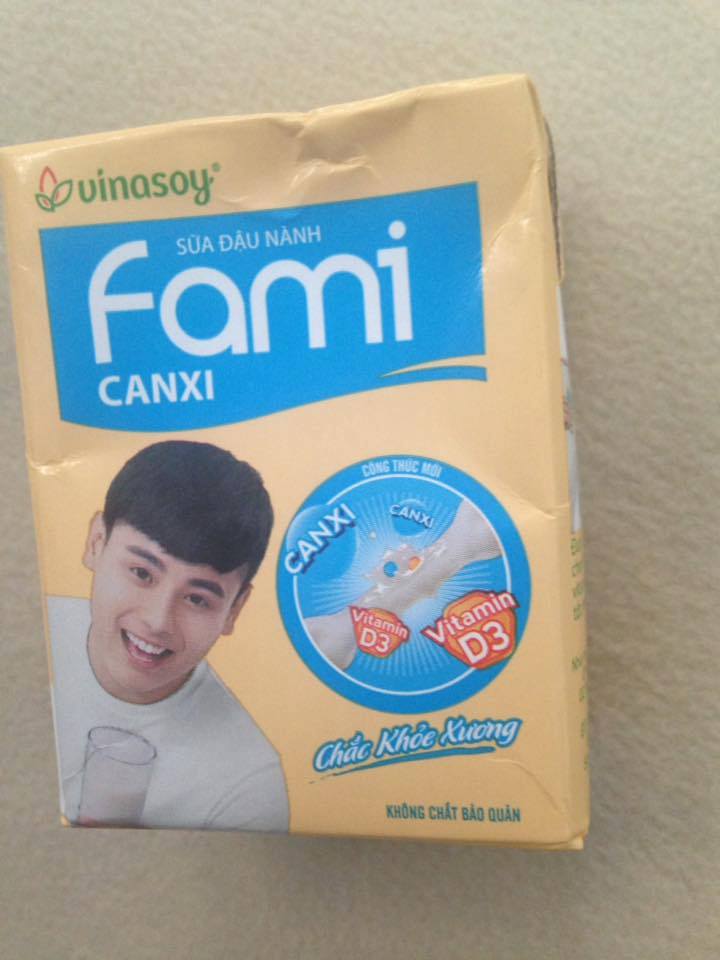 vinasoy®
SỮA ĐẬU NÀNH
Fami
CANXI
CÔNG THỨC MỚI
CANXI
CANXI
Vitamin
D3
Vitamin
D3
Chắc Khỏe Xương
KHÔNG CHẤT BẢO QUẢN